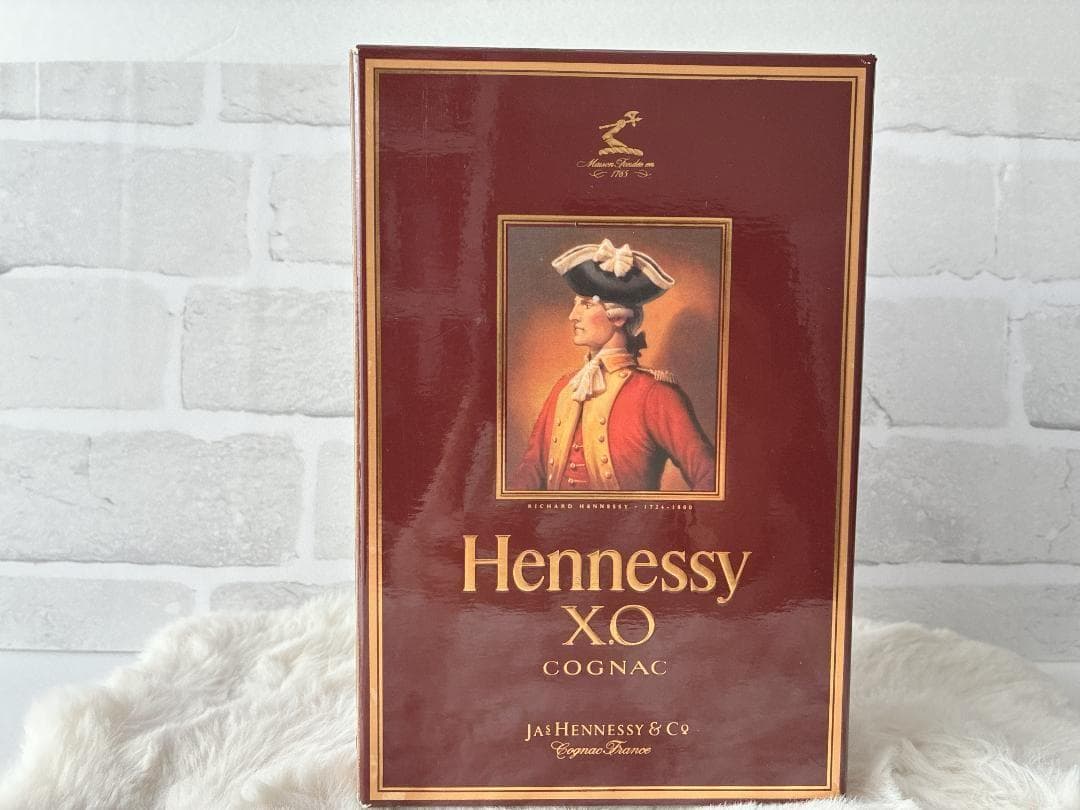 Maison Fondée en
1765
RICHARD HENNESSY • 1724-1800
Hennessy
X.O
COGNAC
JAS HENNESSY & Co
Cognac France